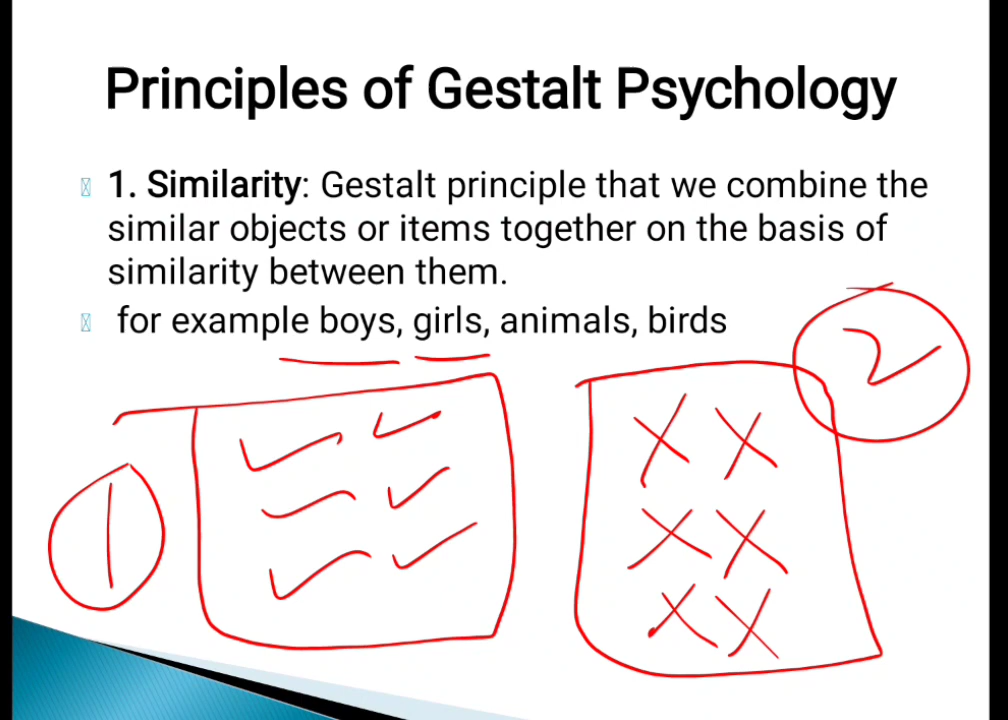 Principles of Gestalt Psychology
1. Similarity: Gestalt principle that we combine the
similar objects or items together on the basis of
similarity between them.
for example boys, girls, animals, birds
2
1